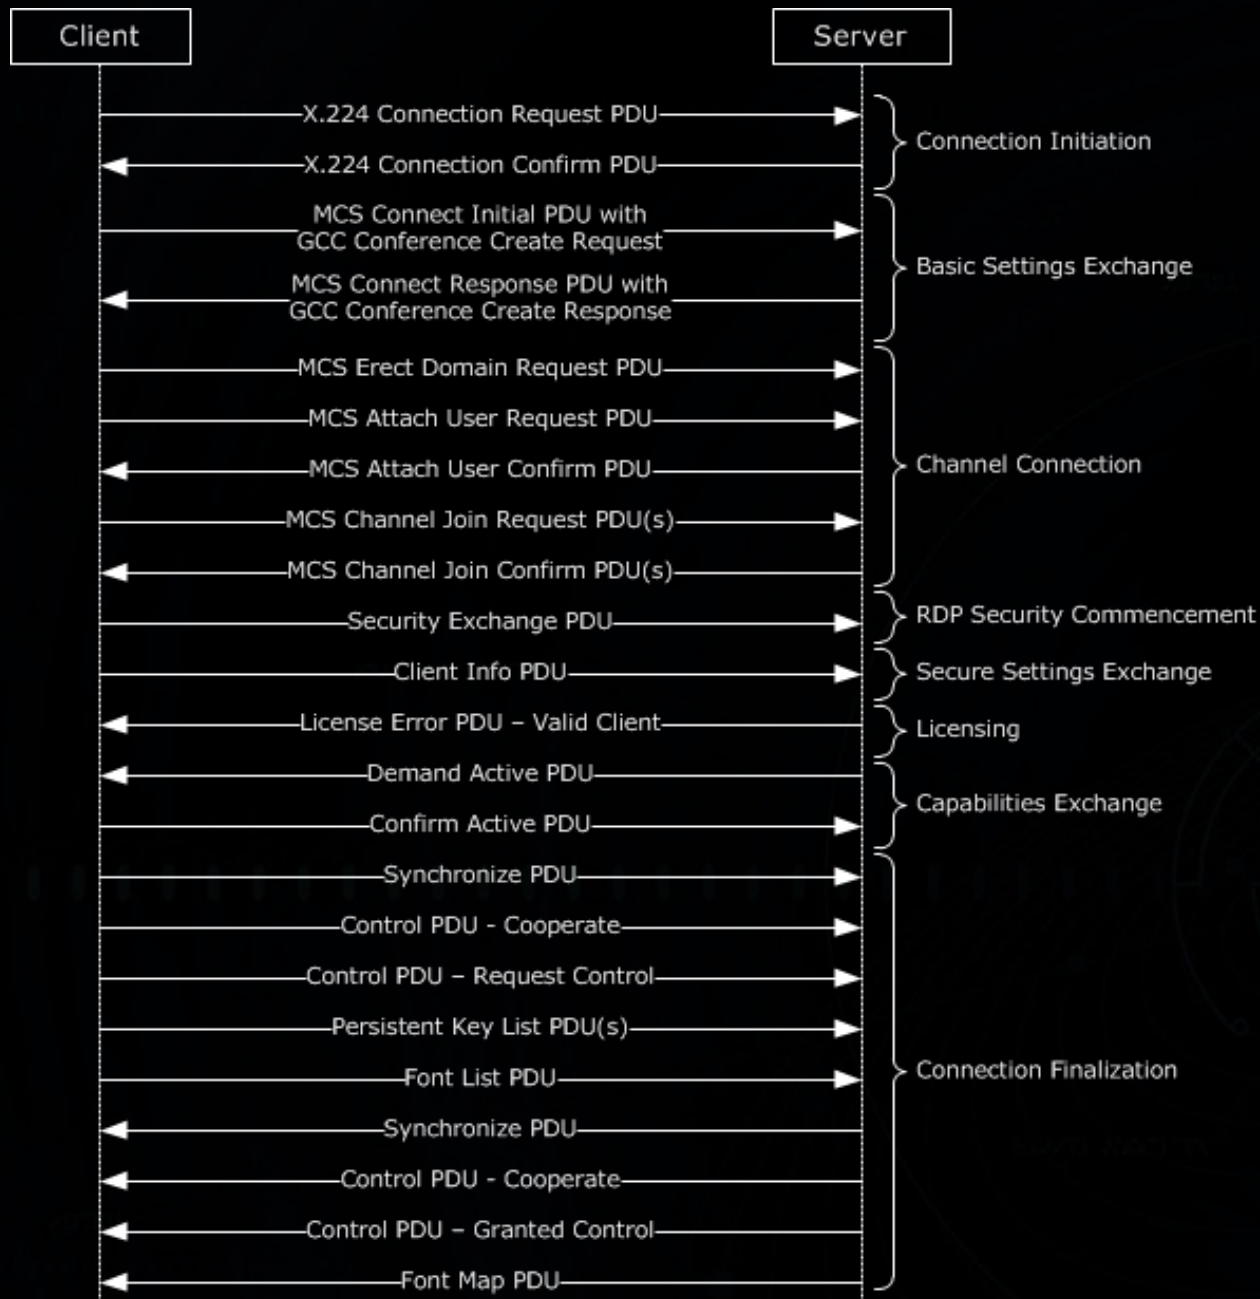 Client
Server
X.224 Connection Request PDU
X.224 Connection Confirm PDU
Connection Initiation
MCS Connect Initial PDU with
GCC Conference Create Request
MCS Connect Response PDU with
GCC Conference Create Response
Basic Settings Exchange
MCS Erect Domain Request PDU
MCS Attach User Request PDU
MCS Attach User Confirm PDU
MCS Channel Join Request PDU(s)
MCS Channel Join Confirm PDU(s)
Channel Connection
Security Exchange PDU
RDP Security Commencement
Client Info PDU
Secure Settings Exchange
License Error PDU – Valid Client
Licensing
Demand Active PDU
Confirm Active PDU
Capabilities Exchange
Synchronize PDU
Control PDU - Cooperate
Control PDU – Request Control
Persistent Key List PDU(s)
Font List PDU
Synchronize PDU
Control PDU - Cooperate
Control PDU – Granted Control
Font Map PDU
Connection Finalization